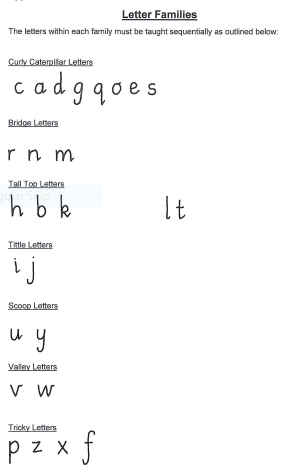 Letter Families
The letters within each family must be taught sequentially as outlined below:
Curly Caterpillar Letters
c a d g q o e s
Bridge Letters
r n m
Tall Top Letters
h b k l t
Tittle Letters
i j
Scoop Letters
u y
Valley Letters
v w
Tricky Letters
p z x f